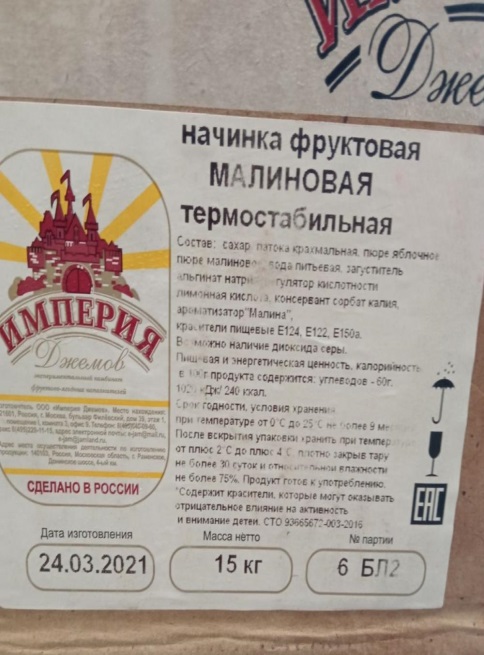 Джемо
начинка фруктовая
МАЛИНОВАЯ
термостабильная
Состав: сахар, патока крахмальная, пюре яблочное
пюре малиновое, вода питьевая, загуститель
альгинат натрия, регулятор кислотности
лимонная кислота, консервант сорбат калия,
ароматизатор"Малина",
красители пищевые Е124, Е122, Е150а.
Возможно наличие диоксида серы.
Пищевая и энергетическая ценность, калорийность
в 100г продукта содержится: углеводов - 60г.
кДж/ 240 ккал.
Срок годности, условия хранения
при температуре от 0°С до 25°С не более 9 мес
После вскрытия упаковки хранить при температуре
от плюс 2°С до плюс 4°С, плотно закрыв тару
не более 30 суток и относительной влажности
не более 75%. Продукт готов к употреблению.
"Содержит красители, которые могут оказывать
отрицательное влияние на активность
и внимание детей. СТО 93665672-003-2016
ИМПЕРИЯ
Джемов
СДЕЛАНО В РОССИИ
EAC
Дата изготовления
24.03.2021
Масса нетто
15 кг
№ партии
6 БЛ2